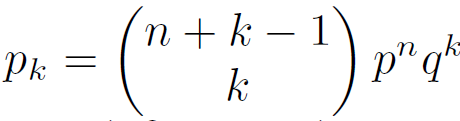 p_k = \binom{n+k-1}{k} p^n q^k